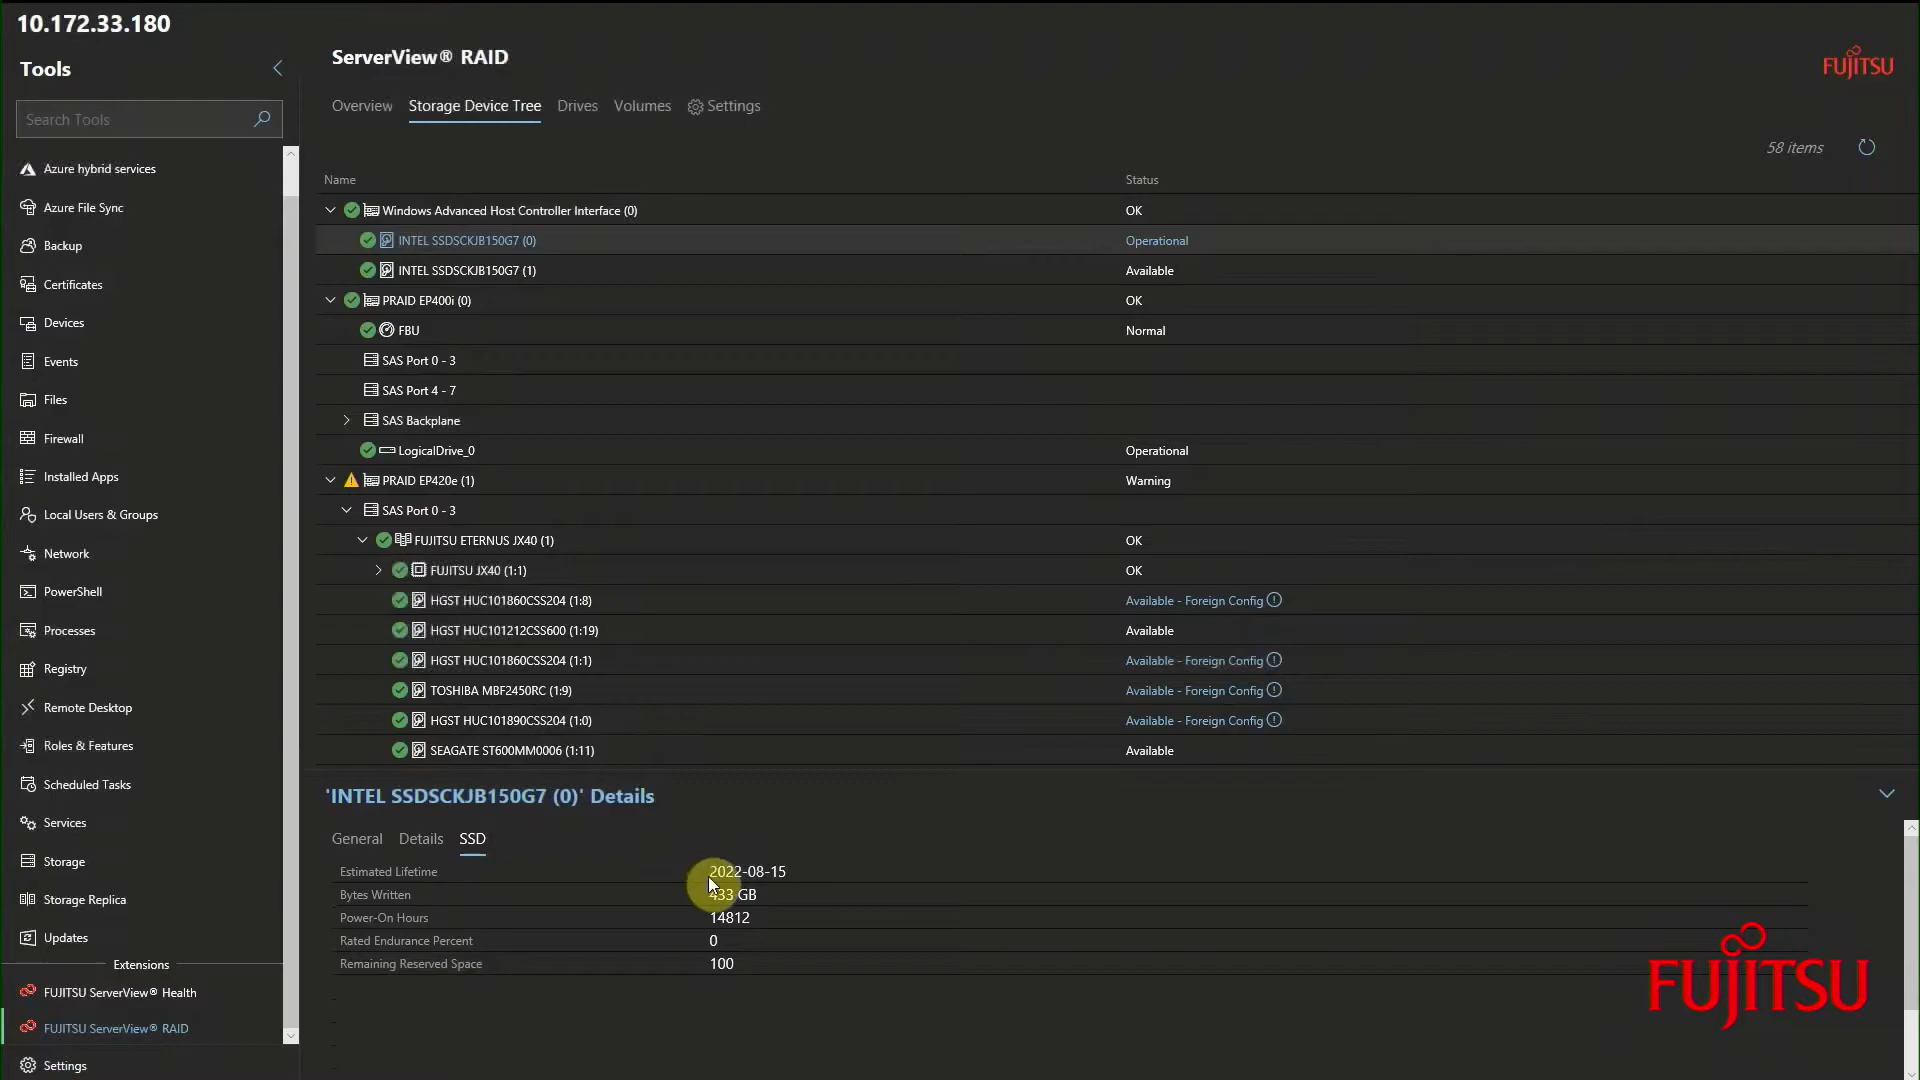 10.172.33.180
Tools
Search Tools
Azure hybrid services
Azure File Sync
Backup
Certificates
Devices
Events
Files
Firewall
Installed Apps
Local Users & Groups
Network
PowerShell
Processes
Registry
Remote Desktop
Roles & Features
Scheduled Tasks
Services
Storage
Storage Replica
Updates
Extensions
FUJITSU ServerView® Health
FUJITSU ServerView® RAID
Settings
ServerView® RAID
FUJITSU
Overview Storage Device Tree Drives Volumes Settings
58 items
Name Status
Windows Advanced Host Controller Interface (0) OK
INTEL SSDSCKJB150G7 (0) Operational
INTEL SSDSCKJB150G7 (1) Available
PRAID EP400i (0) OK
FBU Normal
SAS Port 0 - 3
SAS Port 4 - 7
SAS Backplane
LogicalDrive_0 Operational
PRAID EP420e (1) Warning
SAS Port 0 - 3
FUJITSU ETERNUS JX40 (1) OK
FUJITSU JX40 (1:1) OK
HGST HUC101860CSS204 (1:8) Available - Foreign Config
HGST HUC101212CSS600 (1:19) Available
HGST HUC101860CSS204 (1:1) Available - Foreign Config
TOSHIBA MBF2450RC (1:9) Available - Foreign Config
HGST HUC101890CSS204 (1:0) Available - Foreign Config
SEAGATE ST600MM0006 (1:11) Available
'INTEL SSDSCKJB150G7 (0)' Details
General Details SSD
Estimated Lifetime 2022-08-15
Bytes Written 433 GB
Power-On Hours 14812
Rated Endurance Percent 0
Remaining Reserved Space 100
FUJITSU